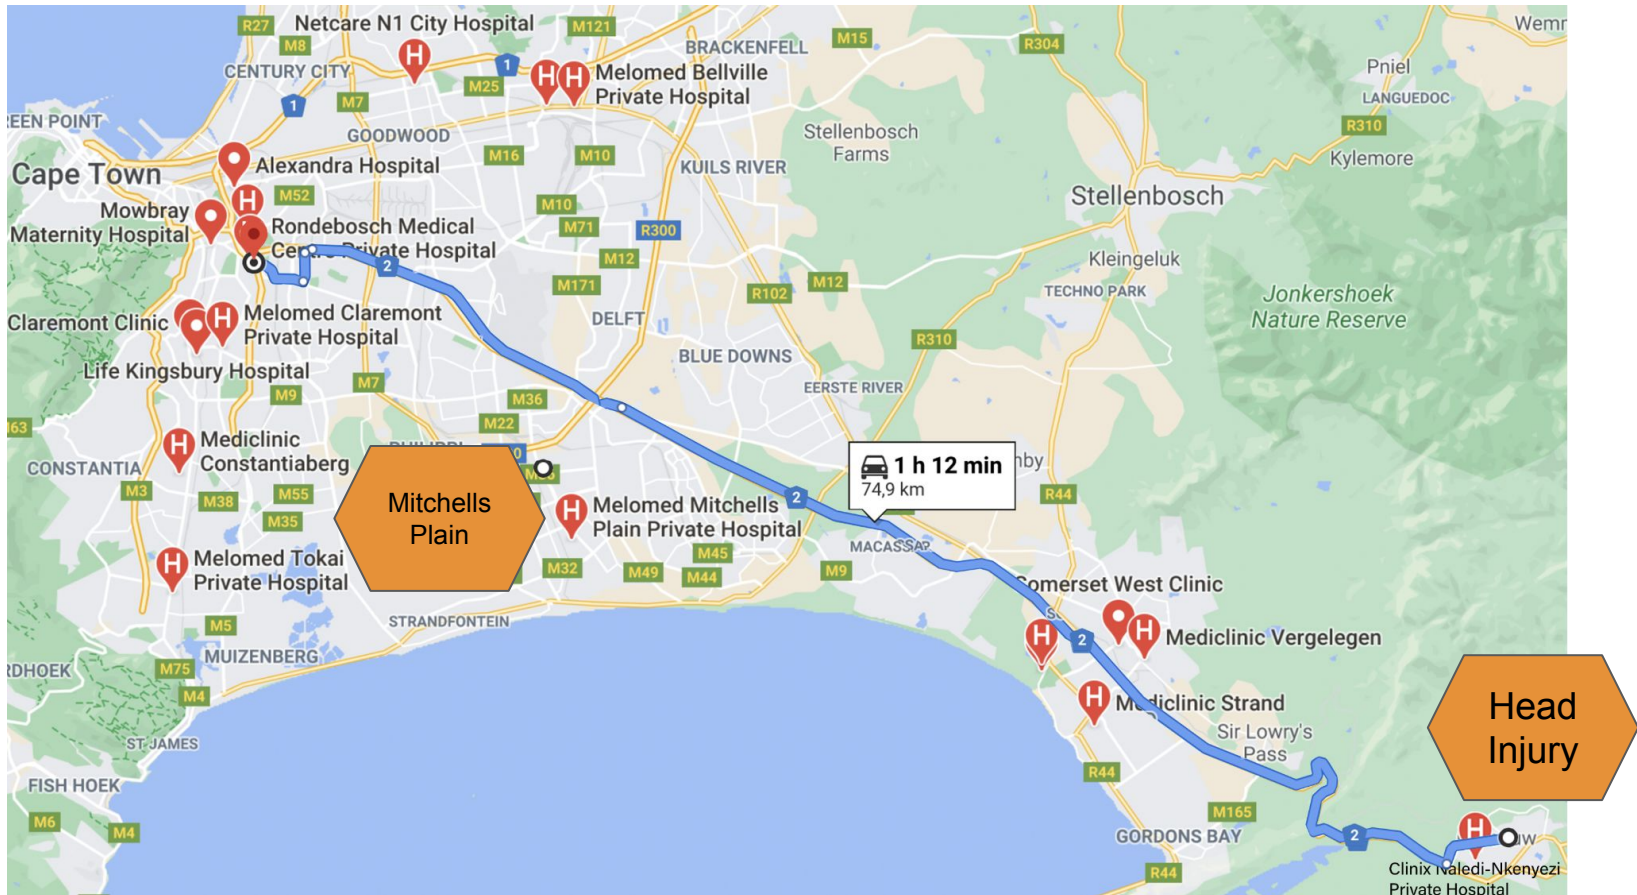 Netcare N1 City Hospital
R27
M8
M121
M15
R304
BRACKENFELL
CENTURY CITY
1
M25
Melomed Bellville
Private Hospital
Pniel
LANGUEDOC
1
M7
REEN POINT
GOODWOOD
Stellenbosch
Farms
R310
Kylemore
M16
M10
KUILS RIVER
Cape Town
Alexandra Hospital
M52
Stellenbosch
Mowbray
Maternity Hospital
M10
M71
R300
Rondebosch Medical
Centre Private Hospital
2
M12
Kleingeluk
M171
R102
M12
TECHNO PARK
Jonkershoek
Nature Reserve
Claremont Clinic
Melomed Claremont
Private Hospital
DELFT
R310
BLUE DOWNS
Life Kingsbury Hospital
M7
M9
EERSTE RIVER
M36
M22
M63
Mediclinic
Constantiaberg
CONSTANTIA
1 h 12 min
74,9 km
M3
M38
M55
M35
Mitchells
Plain
Melomed Mitchells
Plain Private Hospital
2
R44
MACASSAR
Melomed Tokai
Private Hospital
M32
M49
M45
M44
M9
Somerset West Clinic
STRANDFONTEIN
M5
MUIZENBERG
2
Mediclinic Vergelegen
M75
M4
Mediclinic Strand
Head
Injury
ST JAMES
Sir Lowry's
Pass
FISH HOEK
R44
M165
M6
M4
GORDONS BAY
2
R44
Clinix Naledi-Nkenyezi
Private Hospital